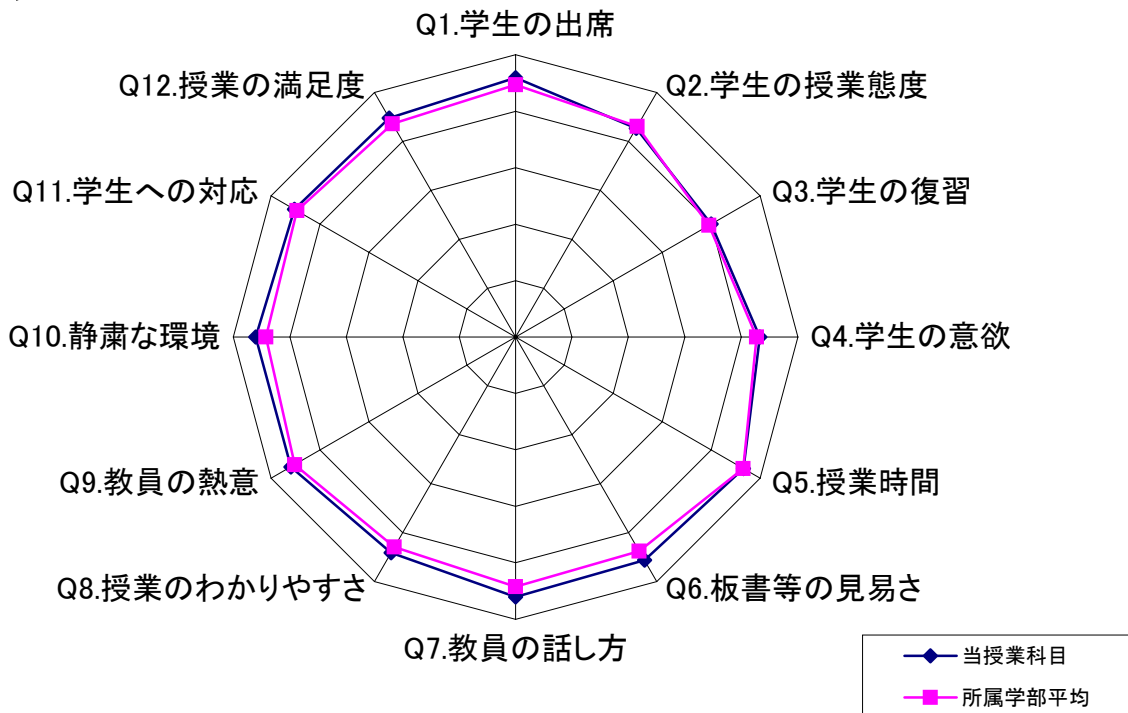 Q1.学生の出席
Q2.学生の授業態度
Q3.学生の復習
Q4.学生の意欲
Q5.授業時間
Q6.板書等の見易さ
Q7.教員の話し方
Q8.授業のわかりやすさ
Q9.教員の熱意
Q10.静粛な環境
Q11.学生への対応
Q12.授業の満足度
当授業科目
所属学部平均